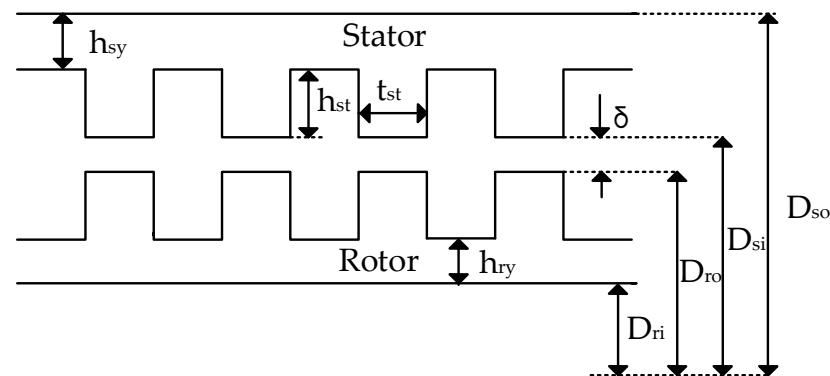 Stator
hsy
hst
tst
δ
Dso
Dsi
Dro
Rotor
hry
Dri